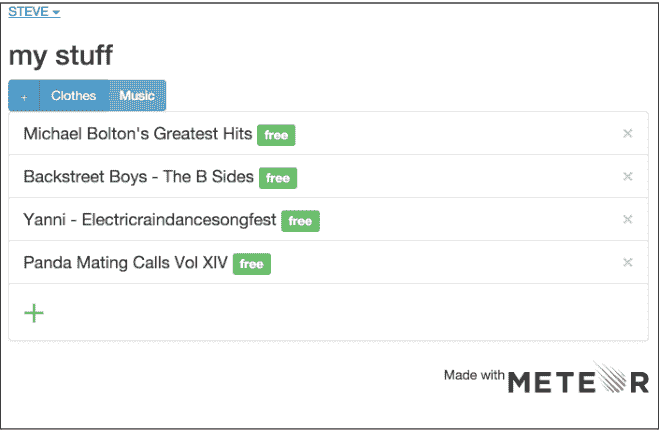 STEVE
my stuff
+ Clothes Music
Michael Bolton's Greatest Hits free ×
Backstreet Boys - The B Sides free ×
Yanni - Electricraindancesongfest free ×
Panda Mating Calls Vol XIV free ×
+
Made with METEOR